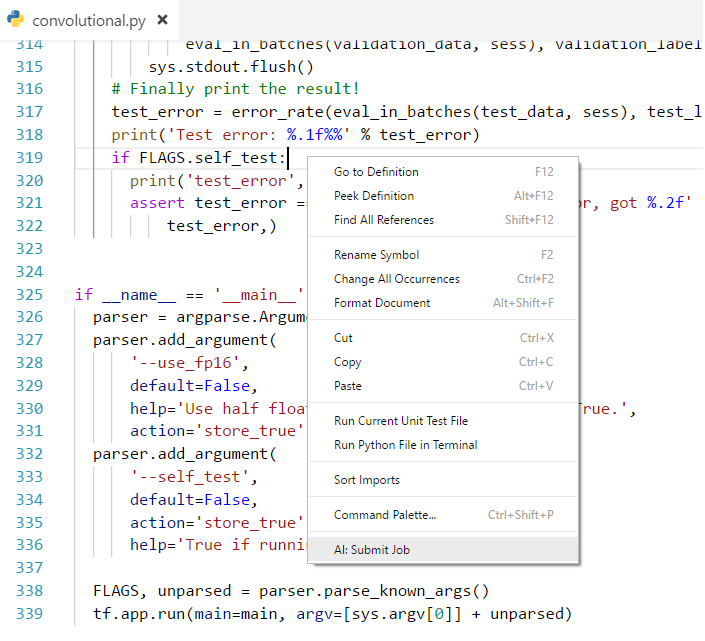 convolutional.py ×
314 eval_in_batches(validation_data, sess), validation_label
315 sys.stdout.flush()
316 # Finally print the result!
317 test_error = error_rate(eval_in_batches(test_data, sess), test_l
318 print('Test error: %.1f%%' % test_error)
319 if FLAGS.self_test:
320 print('test_error',
321 assert test_error == or, got %.2f'
322 test_error,)
323
324
325 if __name__ == '__main__'
326 parser = argparse.Argum
327 parser.add_argument(
328 '--use_fp16',
329 default=False,
330 help='Use half float rue.',
331 action='store_true'
332 parser.add_argument(
333 '--self_test',
334 default=False,
335 action='store_true'
336 help='True if runnin
337
338 FLAGS, unparsed = parser.parse_known_args()
339 tf.app.run(main=main, argv=[sys.argv[0]] + unparsed)
Go to Definition F12
Peek Definition Alt+F12
Find All References Shift+F12
Rename Symbol F2
Change All Occurrences Ctrl+F2
Format Document Alt+Shift+F
Cut Ctrl+X
Copy Ctrl+C
Paste Ctrl+V
Run Current Unit Test File
Run Python File in Terminal
Sort Imports
Command Palette... Ctrl+Shift+P
AI: Submit Job